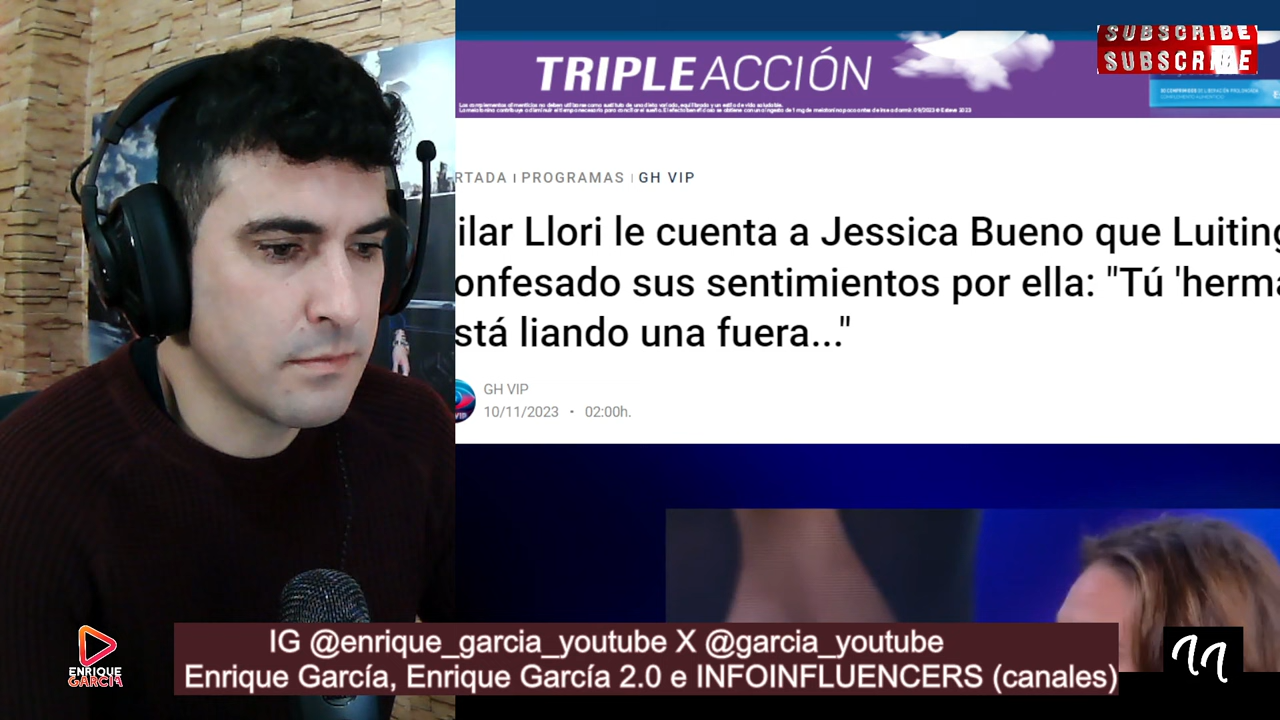 SUBSCRIBE
SUBSCRIBE
TRIPLE ACCIÓN
RTADA | PROGRAMAS | GH VIP
ilar Llori le cuenta a Jessica Bueno que Luiting
onfesado sus sentimientos por ella: "Tú 'herma
stá liando una fuera..."
GH VIP
10/11/2023 • 02:00h.
IG @enrique_garcia_youtube X @garcia_youtube
Enrique García, Enrique García 2.0 e INFOINFLUENCERS (canales)
ENRIQUE
GARCÍA